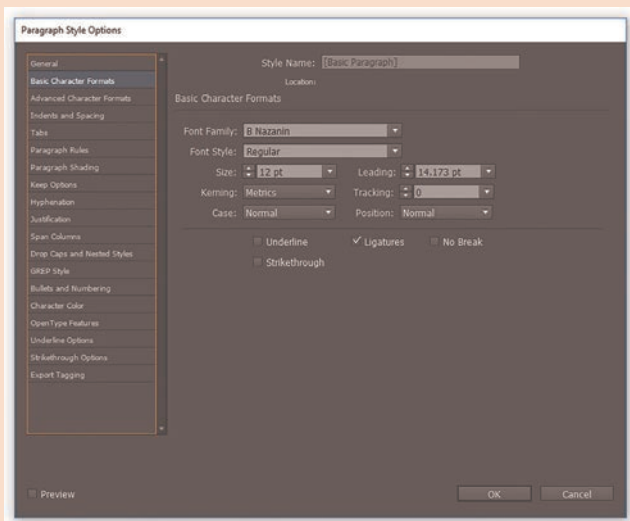 Paragraph Style Options
General
Basic Character Formats
Advanced Character Formats
Indents and Spacing
Tabs
Paragraph Rules
Paragraph Shading
Keep Options
Hyphenation
Justification
Span Columns
Drop Caps and Nested Styles
GREP Style
Bullets and Numbering
Character Color
OpenType Features
Underline Options
Strikethrough Options
Export Tagging
Style Name: [Basic Paragraph]
Location:
Basic Character Formats
Font Family: B Nazanin
Font Style: Regular
Size: 12 pt Leading: 14.173 pt
Kerning: Metrics Tracking: 0
Case: Normal Position: Normal
Underline Ligatures No Break
Strikethrough
Preview OK Cancel